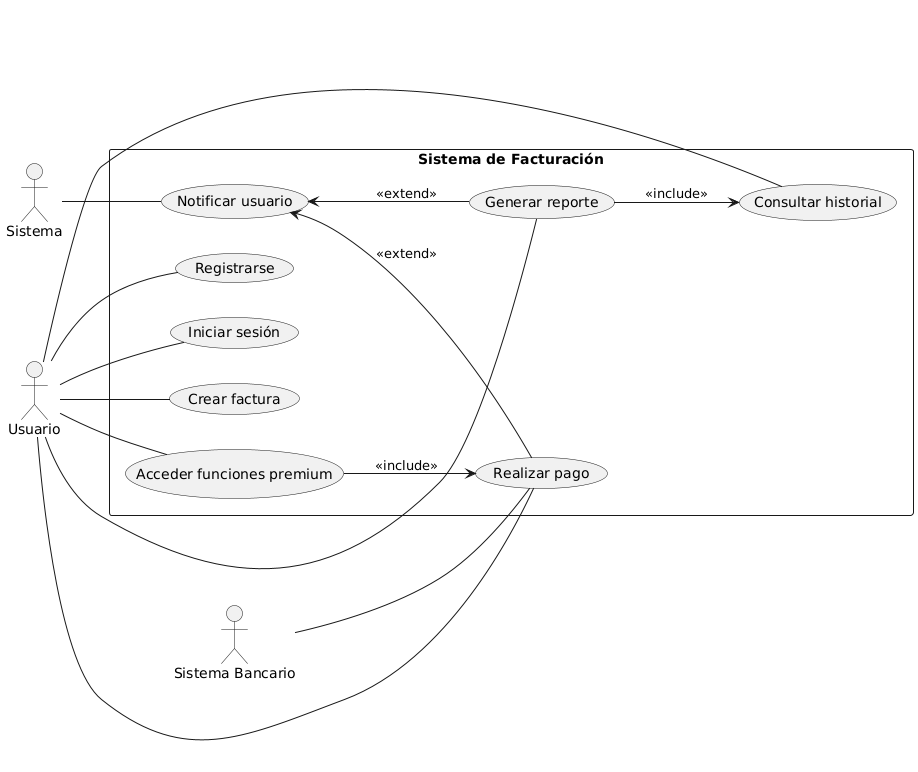 Sistema de Facturación
Sistema
Notificar usuario
«extend»
Generar reporte
«include»
Consultar historial
«extend»
Registrarse
Iniciar sesión
Usuario
Crear factura
Acceder funciones premium
«include»
Realizar pago
Sistema Bancario